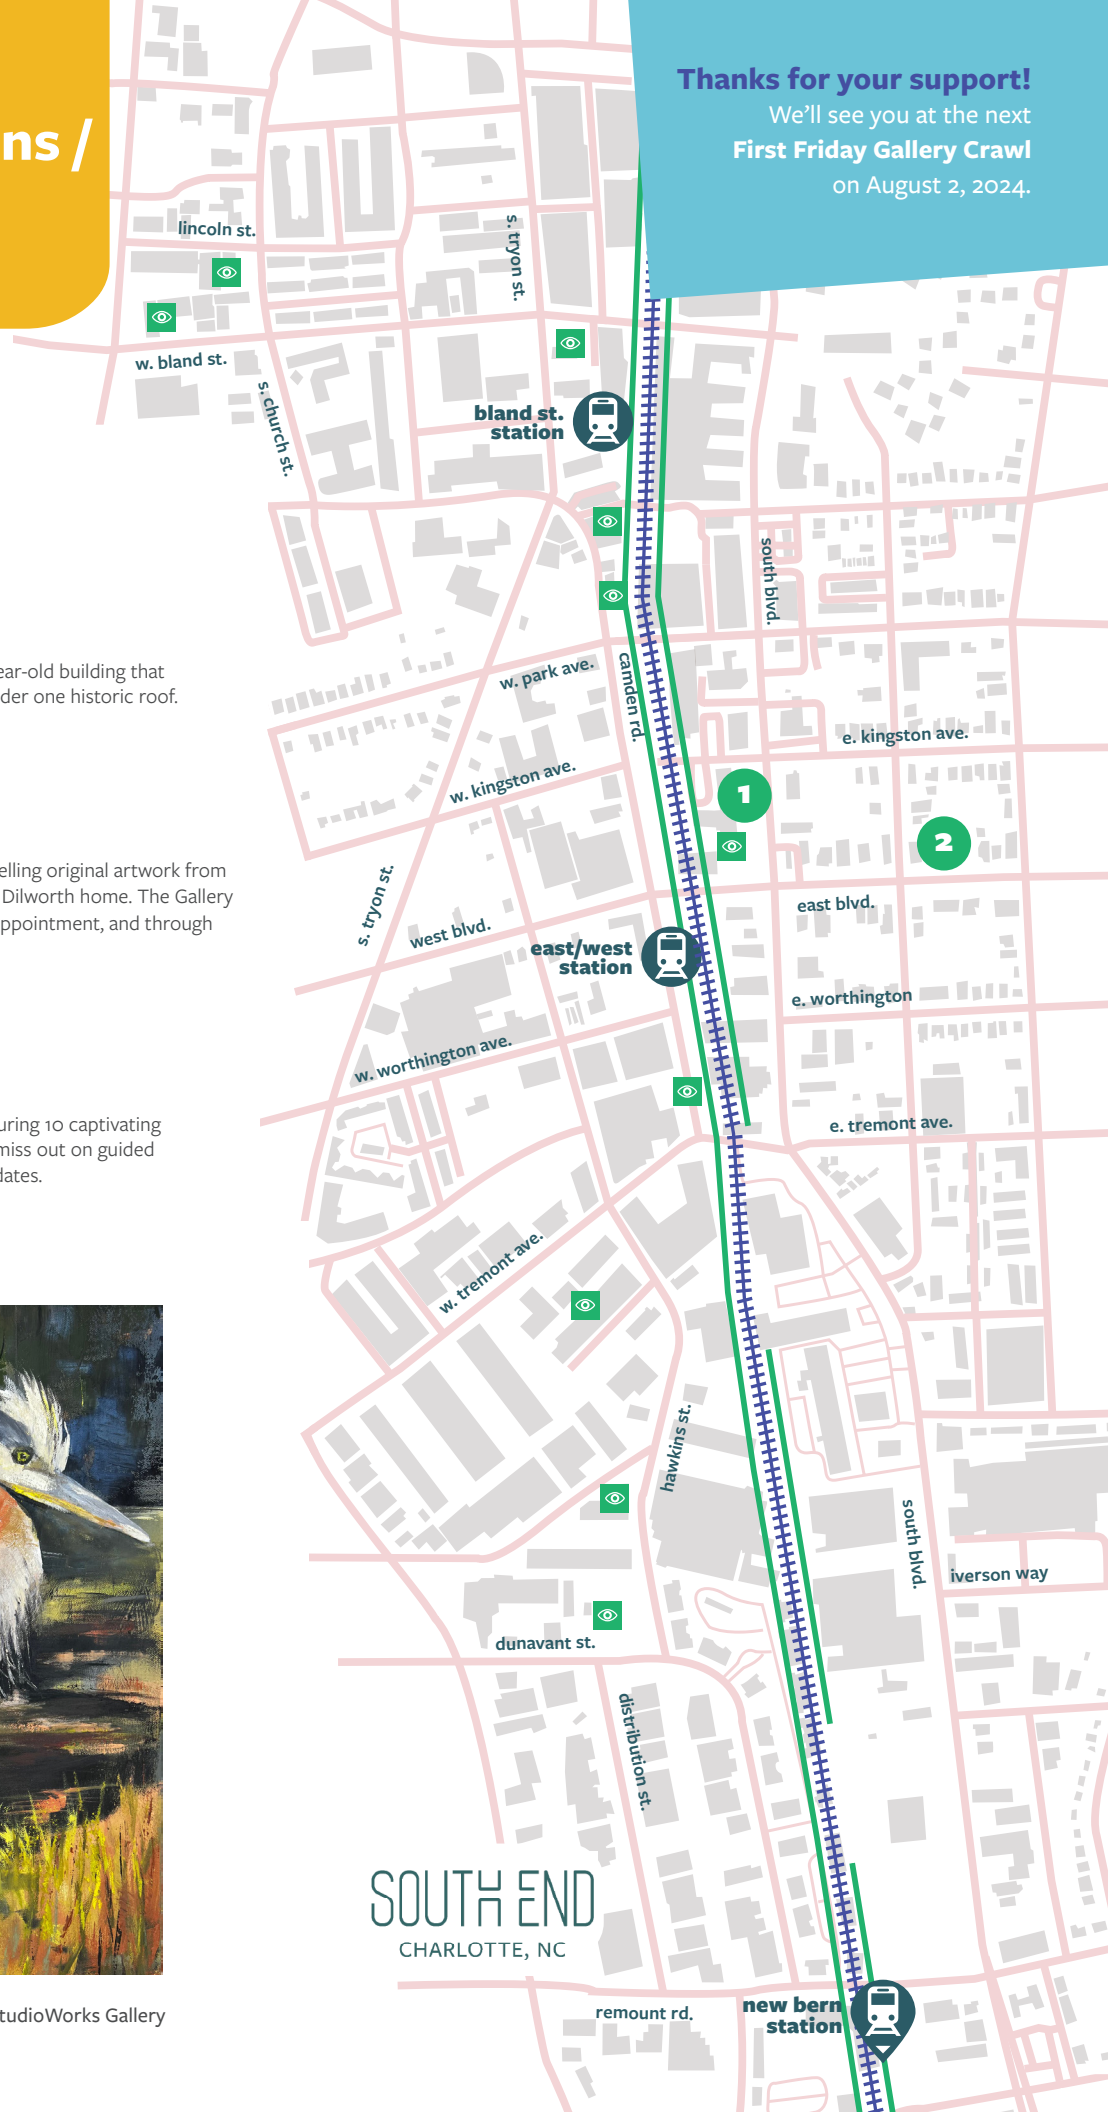 ns /
Thanks for your support!
We'll see you at the next
First Friday Gallery Crawl
on August 2, 2024.
lincoln st.
s. tryon st.
w. bland st.
s. church st.
bland st.
station
south blvd.
ear-old building that
der one historic roof.
w. park ave.
camden rd.
e. kingston ave.
w. kingston ave.
1
2
elling original artwork from
Dilworth home. The Gallery
ppointment, and through
s. tryon st.
west blvd.
east blvd.
east/west
station
e. worthington
w. worthington ave.
uring 10 captivating
miss out on guided
dates.
e. tremont ave.
w. tremont ave.
hawkins st.
south blvd.
iverson way
dunavant st.
distribution st.
SOUTH END
CHARLOTTE, NC
tudioWorks Gallery
remount rd.
new bern
station